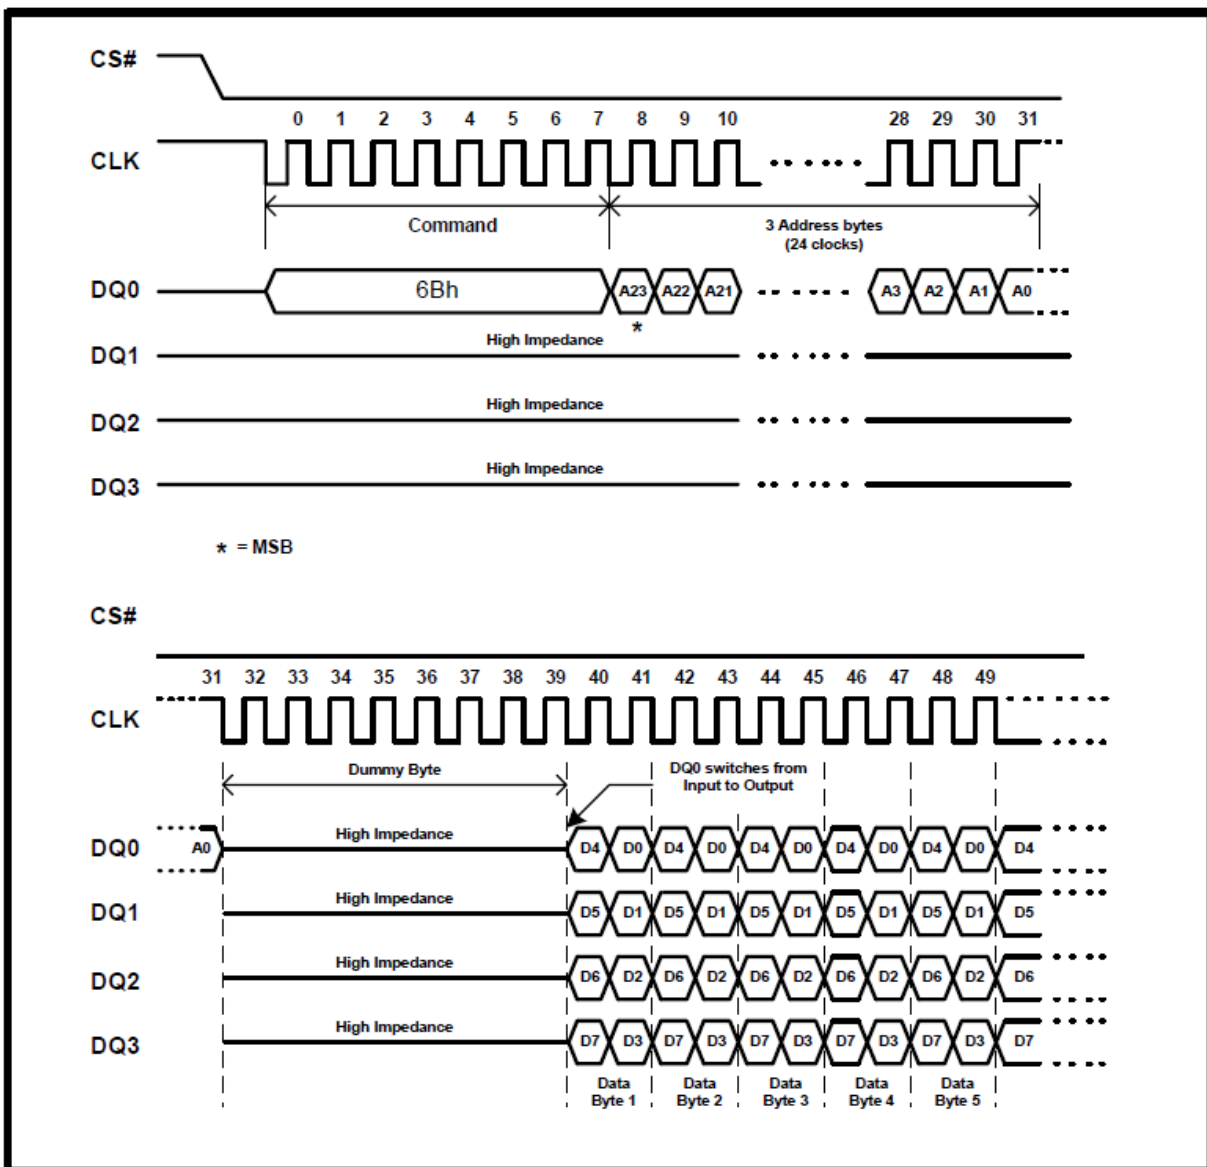 CS#
0 1 2 3 4 5 6 7 8 9 10 28 29 30 31
CLK
Command
3 Address bytes
(24 clocks)
DQ0 6Bh A23 A22 A21 A3 A2 A1 A0
*
High Impedance
DQ1
High Impedance
DQ2
High Impedance
DQ3
* = MSB
CS#
31 32 33 34 35 36 37 38 39 40 41 42 43 44 45 46 47 48 49
CLK
Dummy Byte
DQ0 switches from
Input to Output
High Impedance
DQ0 A0 D4 D0 D4 D0 D4 D0 D4 D0 D4 D0 D4
High Impedance
DQ1 D5 D1 D5 D1 D5 D1 D5 D1 D5 D1 D5
High Impedance
DQ2 D6 D2 D6 D2 D6 D2 D6 D2 D6 D2 D6
High Impedance
DQ3 D7 D3 D7 D3 D7 D3 D7 D3 D7 D3 D7
Data Data Data Data Data
Byte 1 Byte 2 Byte 3 Byte 4 Byte 5